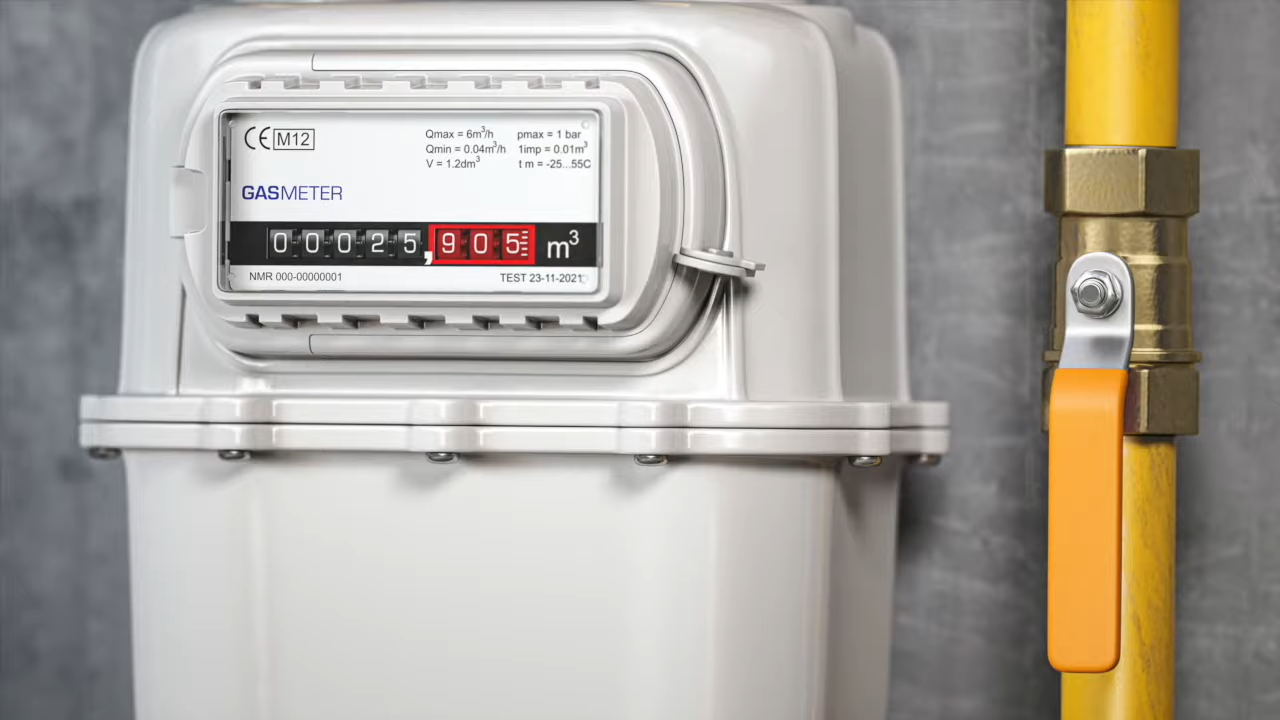 CE M12
Qmax = 6m³/h pmax = 1 bar
Qmin = 0.04m³/h 1imp = 0.01m³
V = 1.2dm³ t m = -25...55C
GASMETER
00025,905 m³
NMR 000-00000001 TEST 23-11-2021